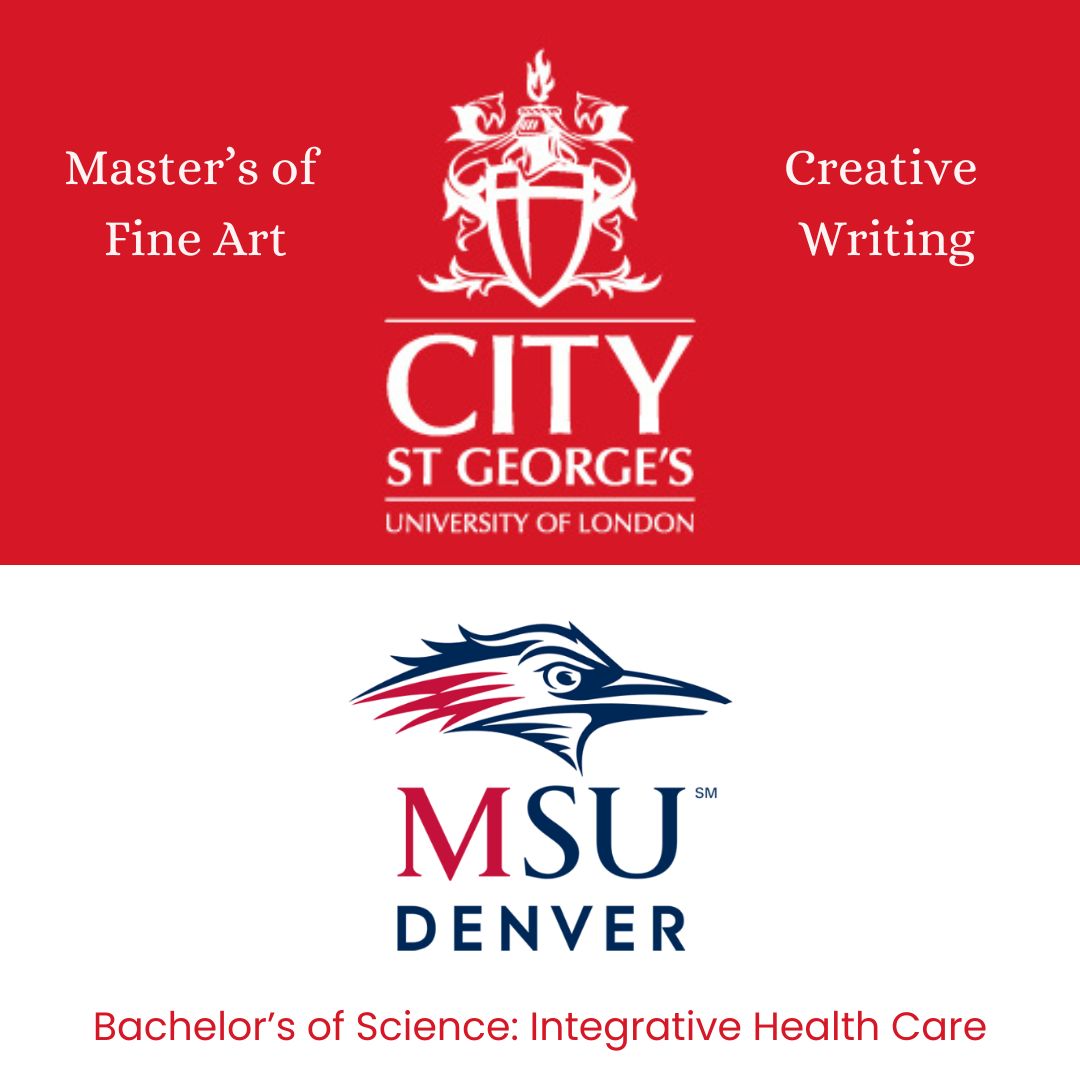 Master’s of
Fine Art
Creative
Writing
CITY
ST GEORGE'S
UNIVERSITY OF LONDON
MSU SM
DENVER
Bachelor’s of Science: Integrative Health Care